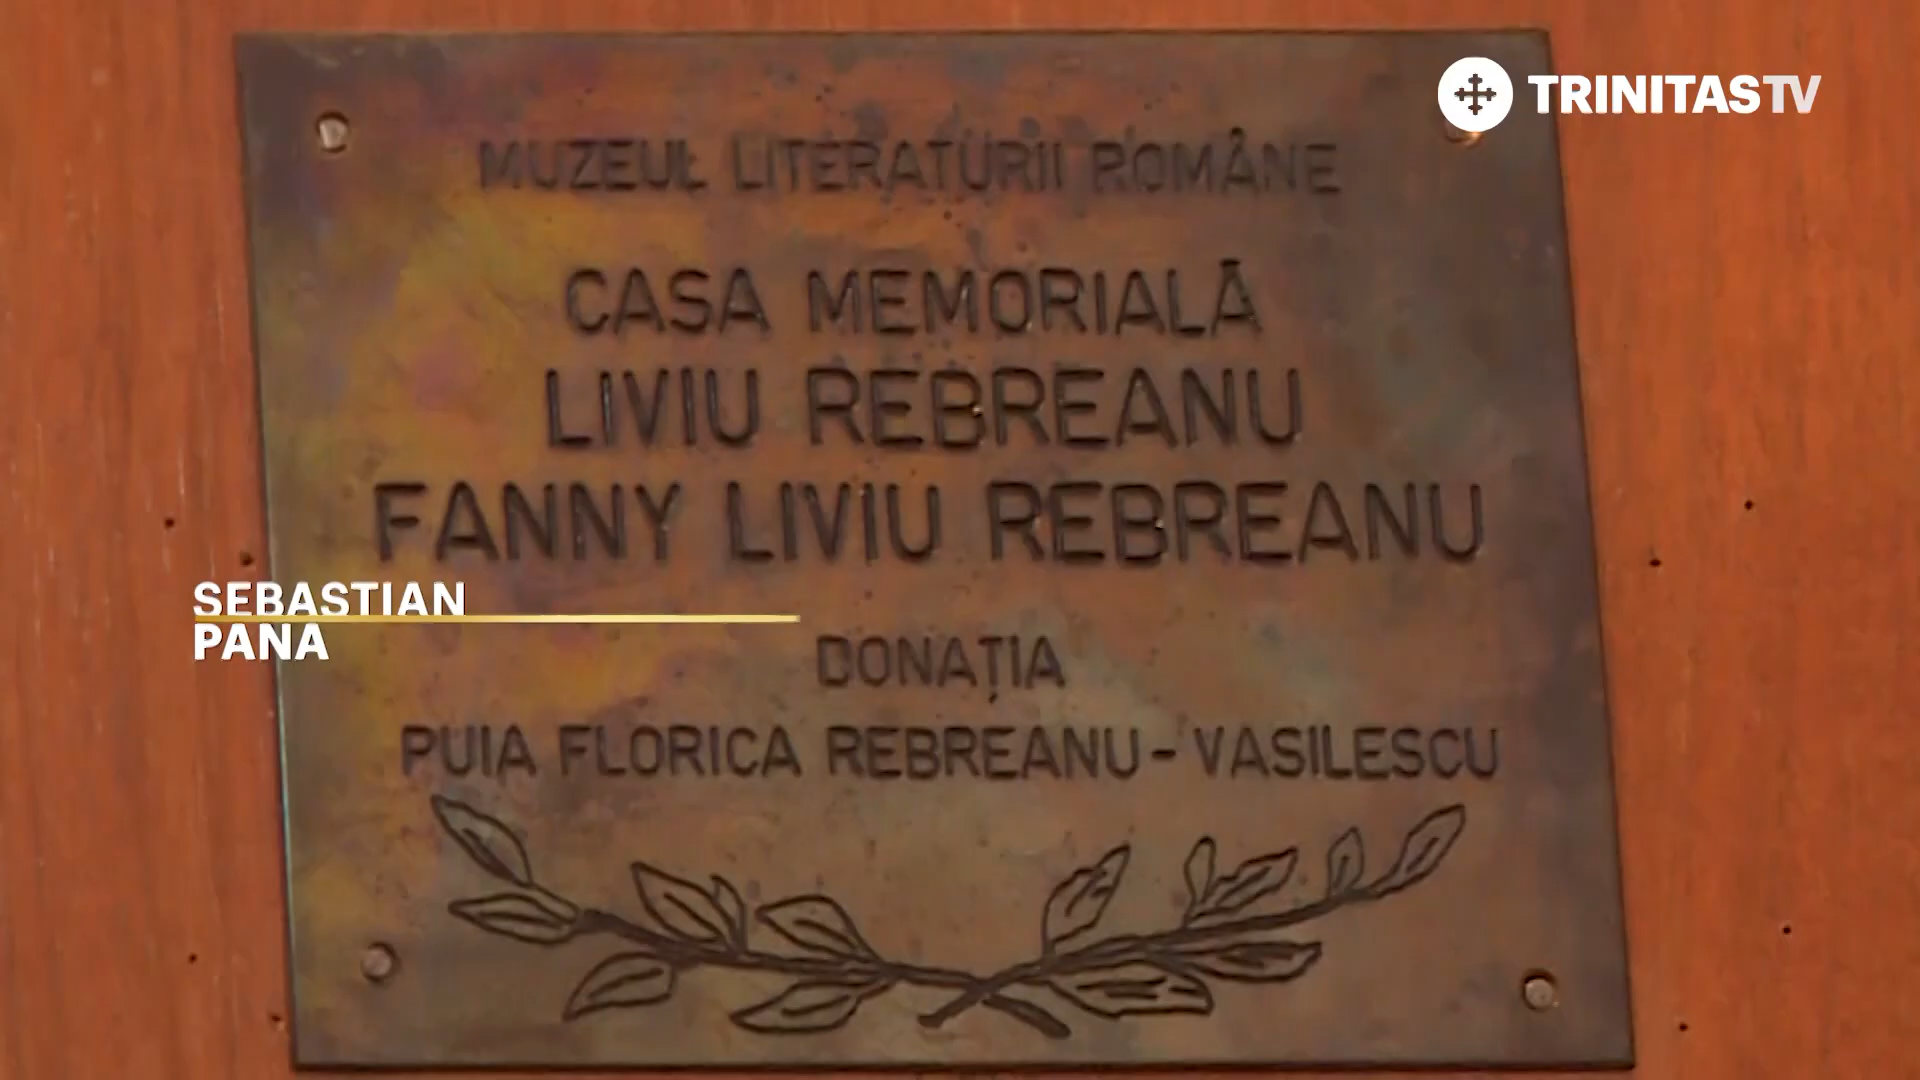 TRINITASTV
MUZEUL LITERATURII ROMÂNE
CASA MEMORIALĂ
LIVIU REBREANU
FANNY LIVIU REBREANU
SEBASTIAN
PANA
DONAȚIA
PUIA FLORICA REBREANU-VASILESCU